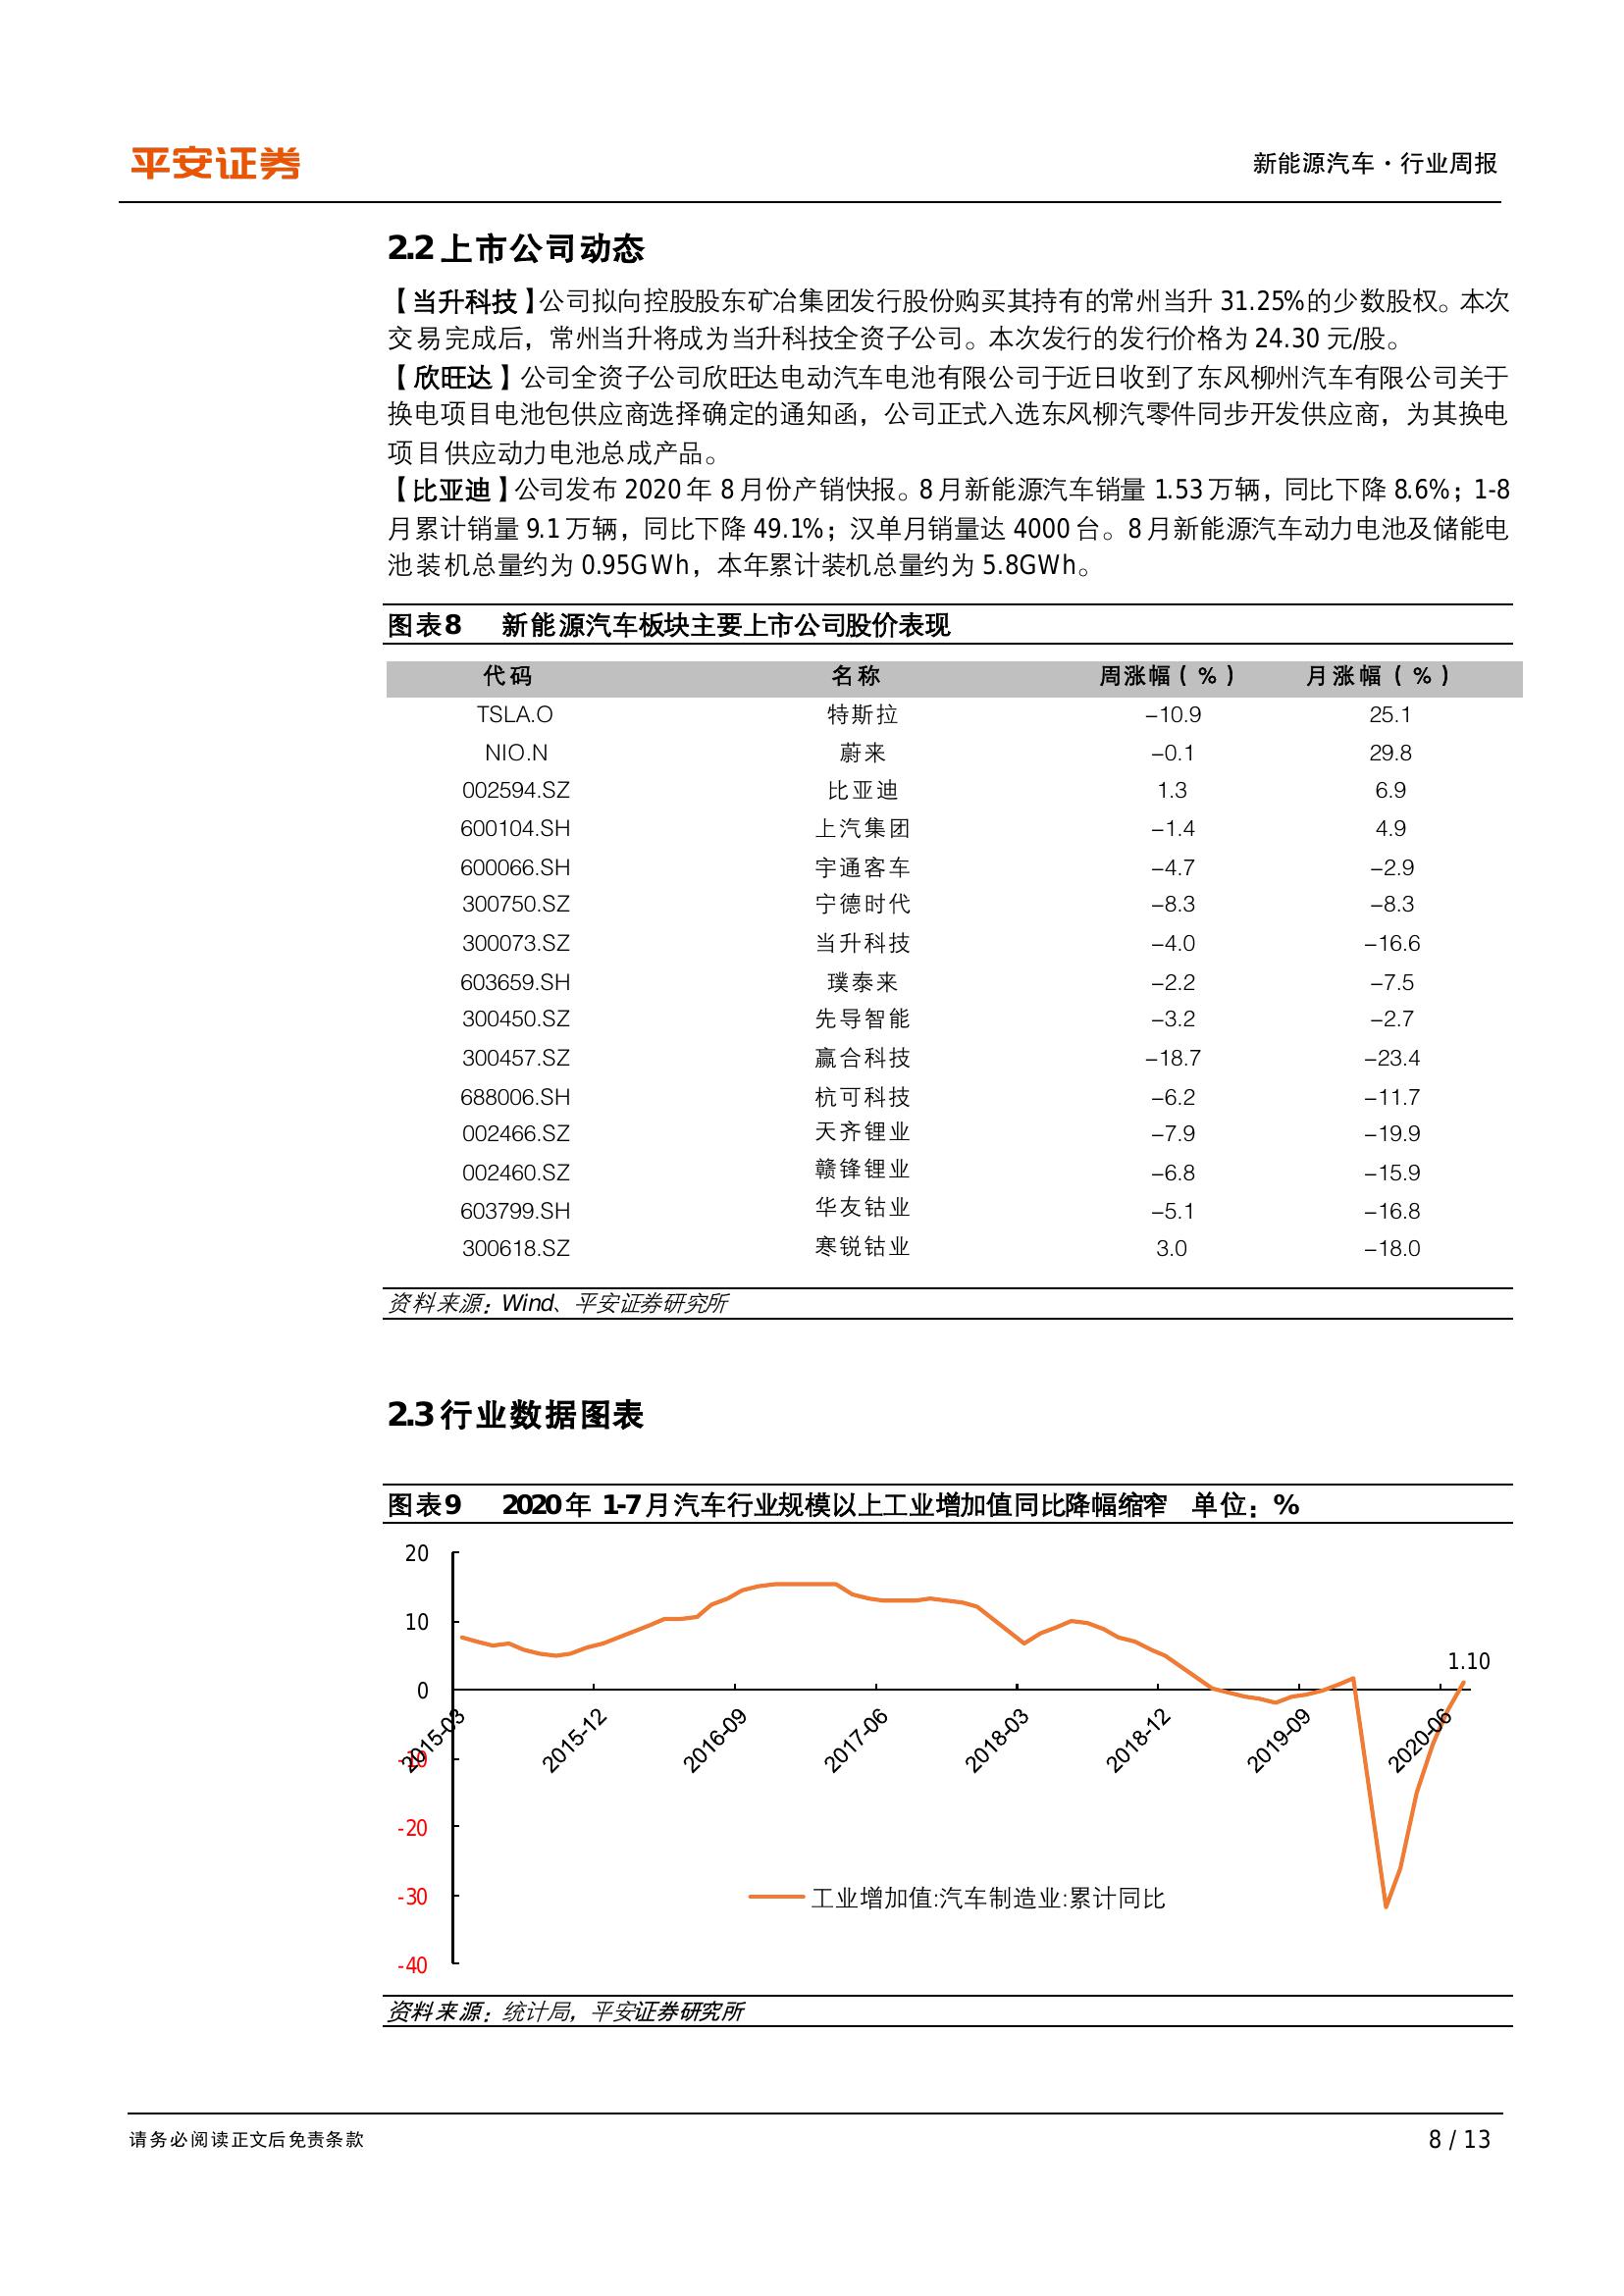 平安证券
新能源汽车·行业周报
2.2上市公司动态
【当升科技】公司拟向控股股东矿冶集团发行股份购买其持有的常州当升 31.25%的少数股权。本次
交易完成后，常州当升将成为当升科技全资子公司。本次发行的发行价格为 24.30 元/股。
【欣旺达】公司全资子公司欣旺达电动汽车电池有限公司于近日收到了东风柳州汽车有限公司关于
换电项目电池包供应商选择确定的通知函，公司正式入选东风柳汽零件同步开发供应商，为其换电
项目供应动力电池总成产品。
【比亚迪】公司发布 2020 年 8 月份产销快报。8 月新能源汽车销量 1.53 万辆，同比下降 8.6%；1-8
月累计销量 9.1 万辆，同比下降 49.1%；汉单月销量达 4000 台。8 月新能源汽车动力电池及储能电
池装机总量约为 0.95GWh，本年累计装机总量约为 5.8GWh。
图表8 新能源汽车板块主要上市公司股价表现
代码 名称 周涨幅（%） 月涨幅（%）
TSLA.O 特斯拉 -10.9 25.1
NIO.N 蔚来 -0.1 29.8
002594.SZ 比亚迪 1.3 6.9
600104.SH 上汽集团 -1.4 4.9
600066.SH 宇通客车 -4.7 -2.9
300750.SZ 宁德时代 -8.3 -8.3
300073.SZ 当升科技 -4.0 -16.6
603659.SH 璞泰来 -2.2 -7.5
300450.SZ 先导智能 -3.2 -2.7
300457.SZ 赢合科技 -18.7 -23.4
688006.SH 杭可科技 -6.2 -11.7
002466.SZ 天齐锂业 -7.9 -19.9
002460.SZ 赣锋锂业 -6.8 -15.9
603799.SH 华友钴业 -5.1 -16.8
300618.SZ 寒锐钴业 3.0 -18.0
资料来源：Wind、平安证券研究所
2.3行业数据图表
图表9 2020年 1-7月汽车行业规模以上工业增加值同比降幅缩窄 单位：%
20
10
0
-10
-20
-30
-40
2015-03 2015-12 2016-09 2017-06 2018-03 2018-12 2019-09 2020-06
1.10
工业增加值:汽车制造业:累计同比
资料来源：统计局，平安证券研究所
请务必阅读正文后免责条款
8 / 13